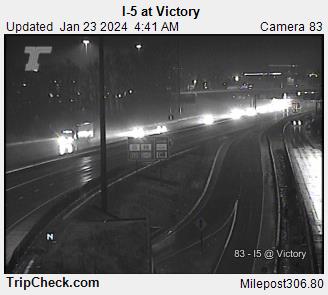 I-5 at Victory
Updated Jan 23 2024 4:41 AM Camera 83
T
N
83 - I5 @ Victory
TripCheck.com Milepost306.80